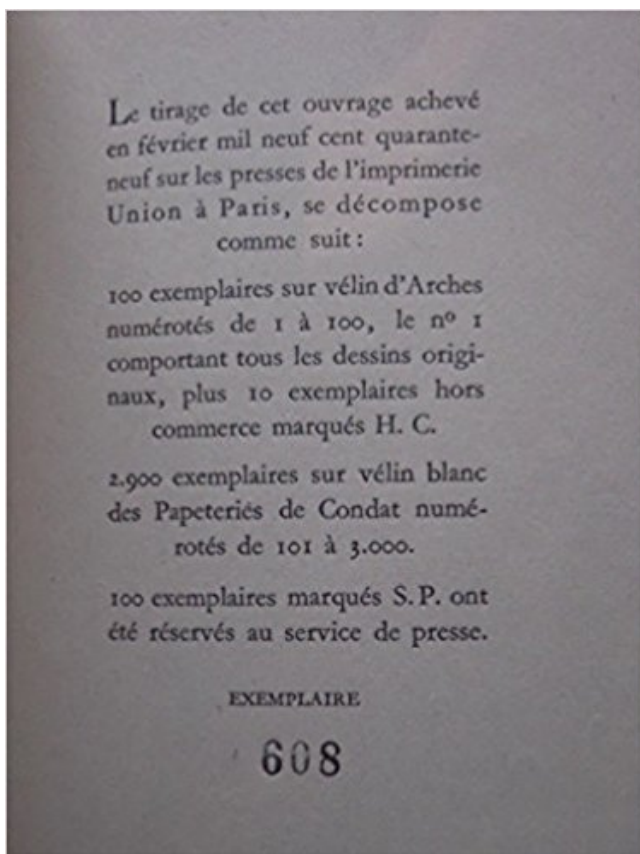 Le tirage de cet ouvrage achevé
en février mil neuf cent quarante-
neuf sur les presses de l'imprimerie
Union à Paris, se décompose
comme suit :
100 exemplaires sur vélin d'Arches
numérotés de 1 à 100, le nº 1
comportant tous les dessins origi-
naux, plus 10 exemplaires hors
commerce marqués H. C.
2.900 exemplaires sur vélin blanc
des Papeteries de Condat numé-
rotés de 101 à 3.000.
100 exemplaires marqués S. P. ont
été réservés au service de presse.
EXEMPLAIRE
608